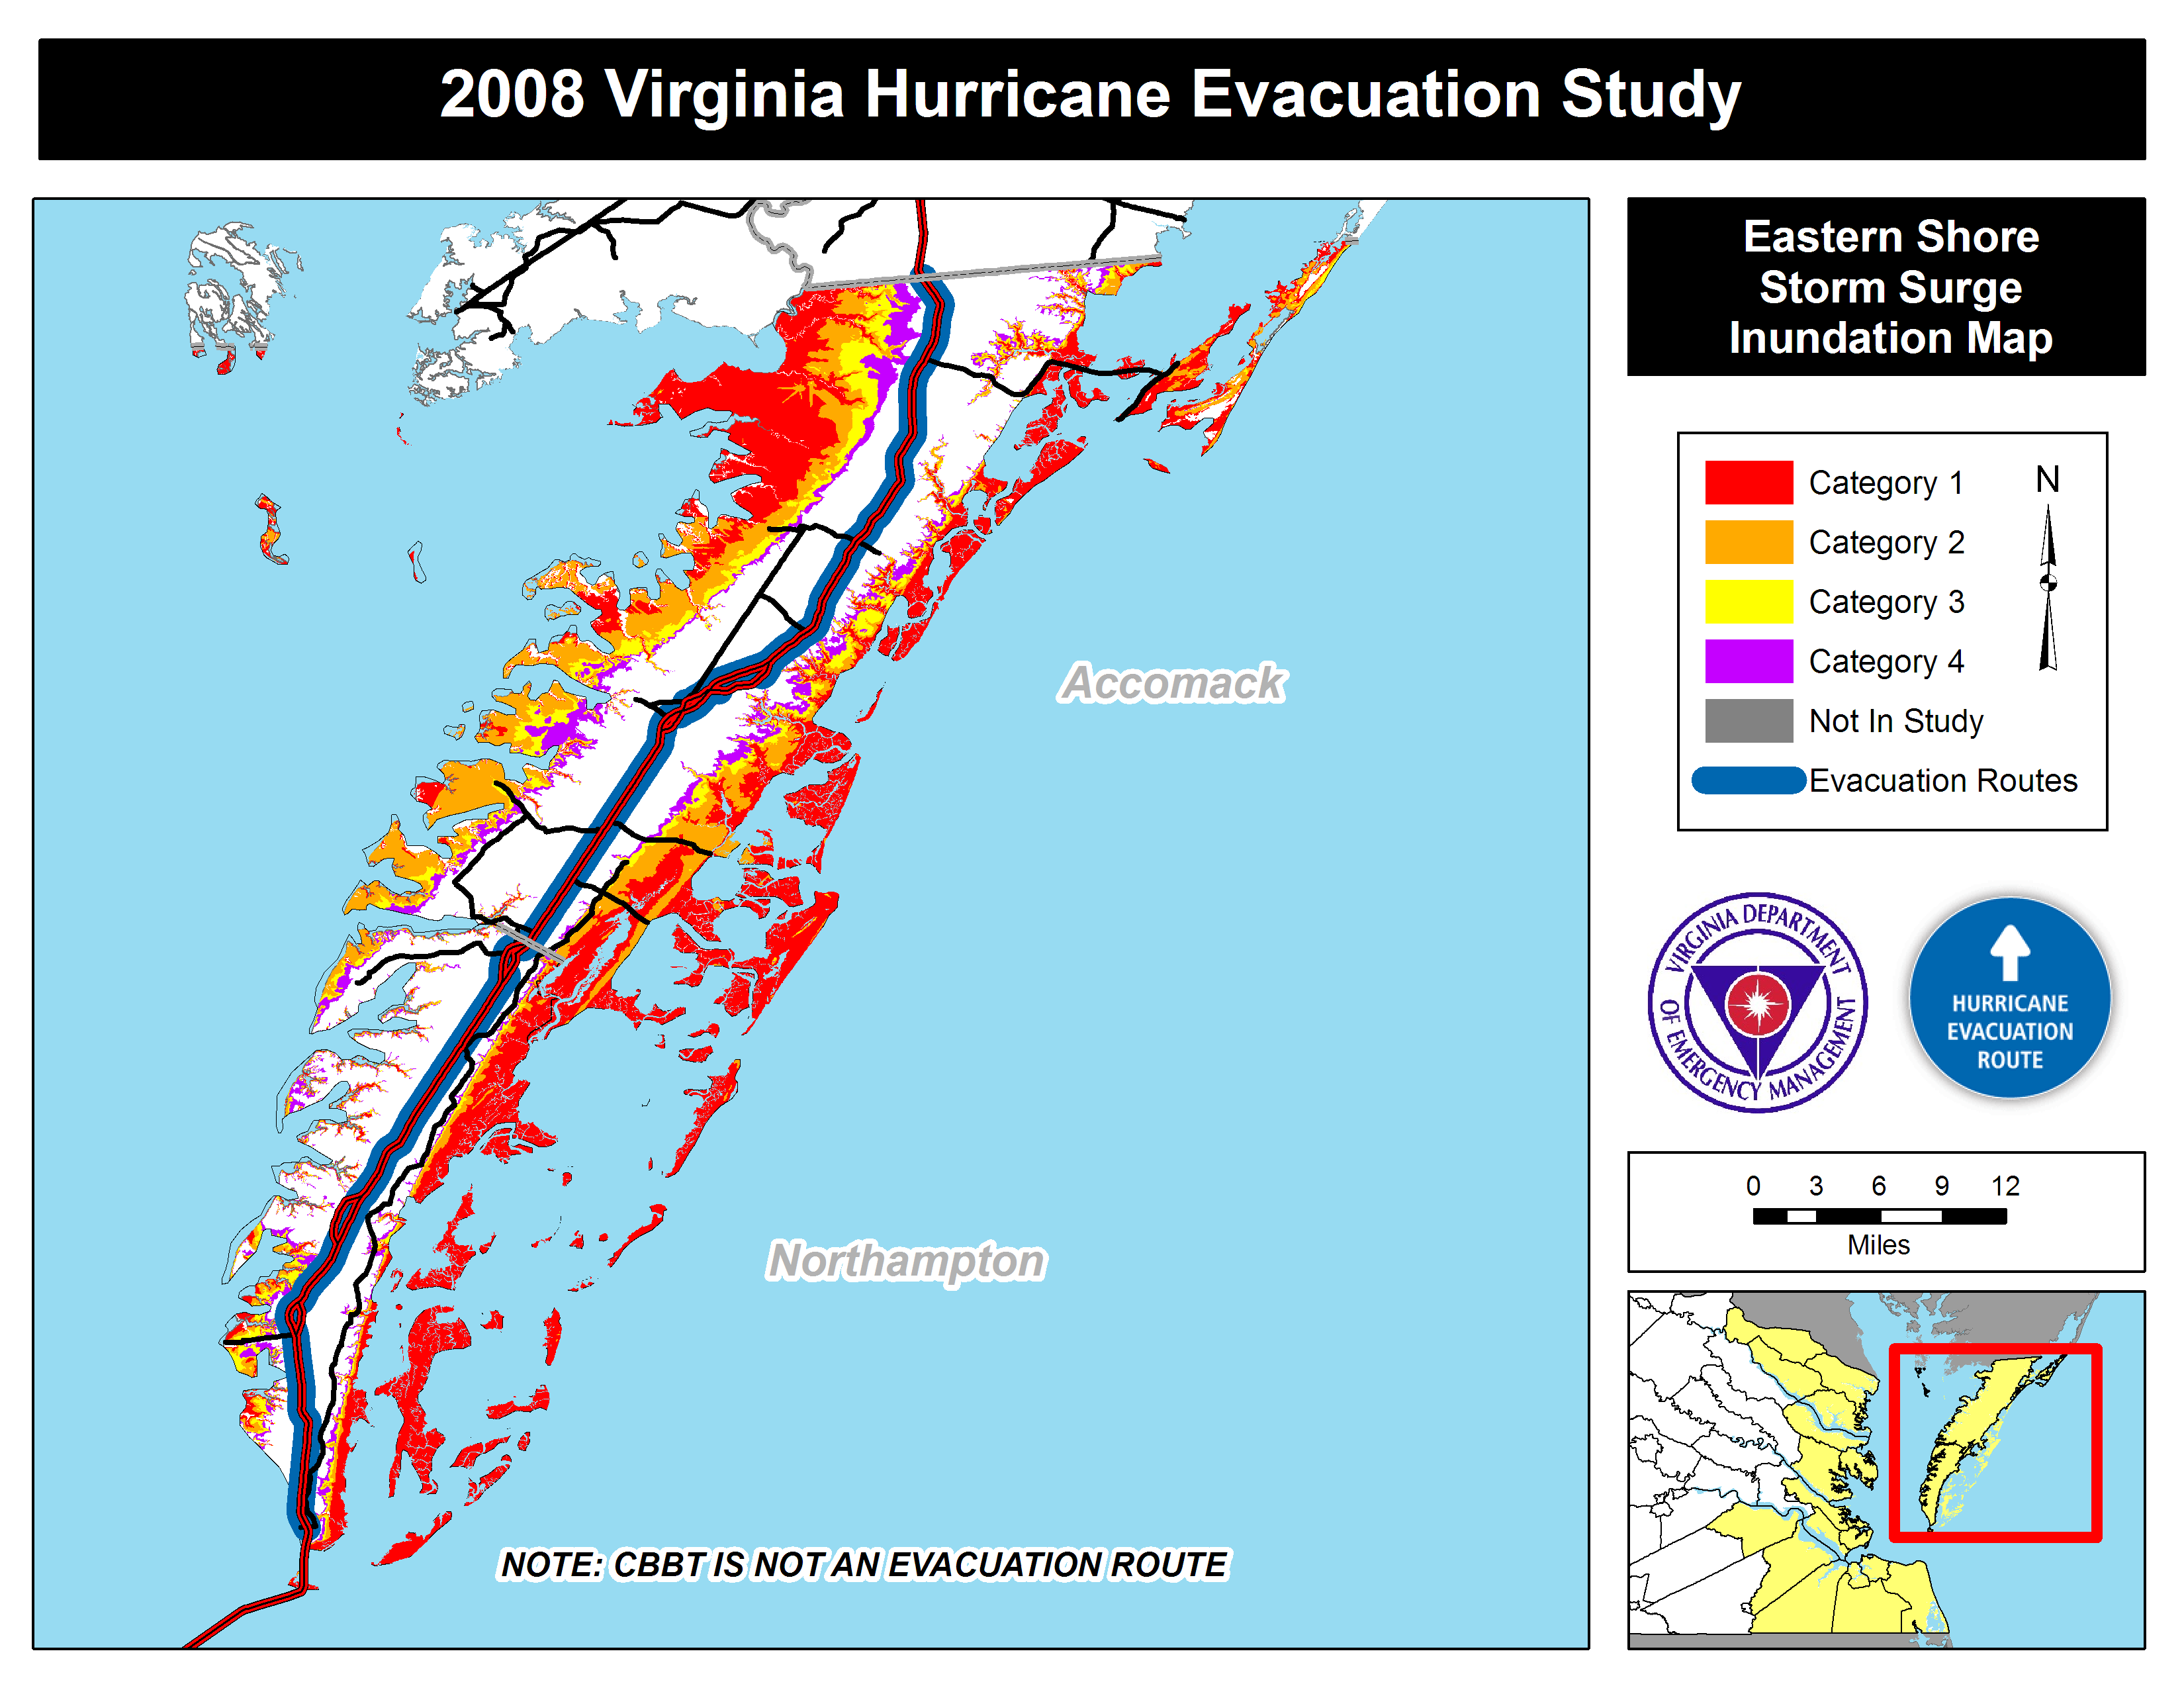 2008 Virginia Hurricane Evacuation Study
Eastern Shore
Storm Surge
Inundation Map
Category 1
Category 2
Category 3
Category 4
Not In Study
Evacuation Routes
N
Accomack
Northampton
NOTE: CBBT IS NOT AN EVACUATION ROUTE
VIRGINIA DEPARTMENT
OF EMERGENCY MANAGEMENT
HURRICANE
EVACUATION
ROUTE
0 3 6 9 12
Miles